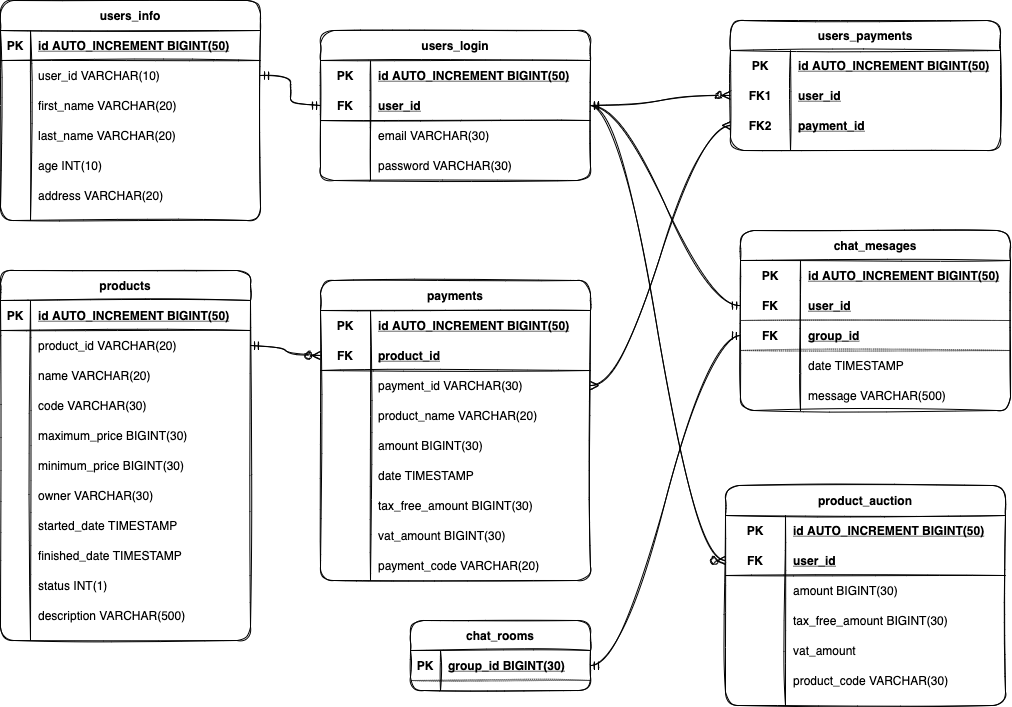 users_info
PK id AUTO_INCREMENT BIGINT(50)
user_id VARCHAR(10)
first_name VARCHAR(20)
last_name VARCHAR(20)
age INT(10)
address VARCHAR(20)
users_login
PK id AUTO_INCREMENT BIGINT(50)
FK user_id
email VARCHAR(30)
password VARCHAR(30)
users_payments
PK id AUTO_INCREMENT BIGINT(50)
FK1 user_id
FK2 payment_id
products
PK id AUTO_INCREMENT BIGINT(50)
product_id VARCHAR(20)
name VARCHAR(20)
code VARCHAR(30)
maximum_price BIGINT(30)
minimum_price BIGINT(30)
owner VARCHAR(30)
started_date TIMESTAMP
finished_date TIMESTAMP
status INT(1)
description VARCHAR(500)
payments
PK id AUTO_INCREMENT BIGINT(50)
FK product_id
payment_id VARCHAR(30)
product_name VARCHAR(20)
amount BIGINT(30)
date TIMESTAMP
tax_free_amount BIGINT(30)
vat_amount BIGINT(30)
payment_code VARCHAR(20)
chat_mesages
PK id AUTO_INCREMENT BIGINT(50)
FK user_id
FK group_id
date TIMESTAMP
message VARCHAR(500)
chat_rooms
PK group_id BIGINT(30)
product_auction
PK id AUTO_INCREMENT BIGINT(50)
FK user_id
amount BIGINT(30)
tax_free_amount BIGINT(30)
vat_amount
product_code VARCHAR(30)